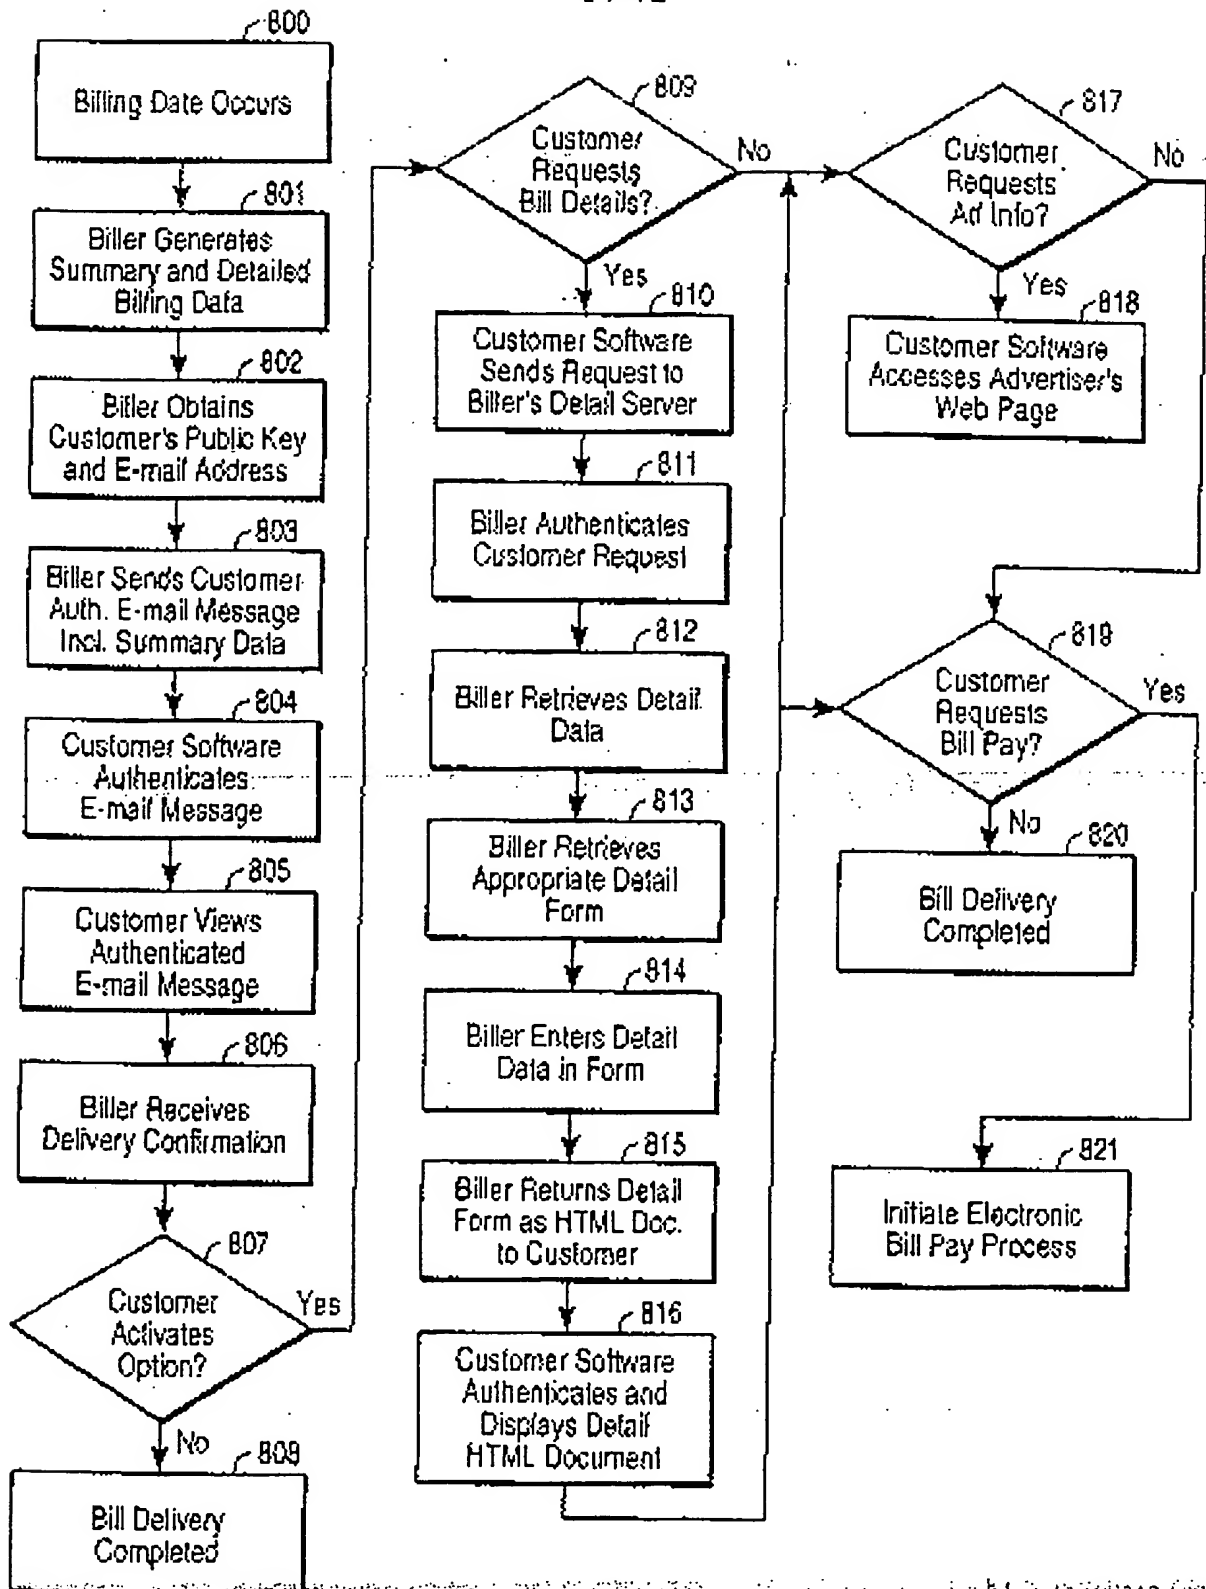 800
Billing Date Occurs
801
Biller Generates
Summary and Detailed
Billing Data
802
Biller Obtains
Customer's Public Key
and E-mail Address
803
Biller Sends Customer
Auth. E-mail Message
Incl. Summary Data
804
Customer Software
Authenticates
E-mail Message
805
Customer Views
Authenticated
E-mail Message
806
Biller Receives
Delivery Confirmation
807
Customer
Activates
Option?
Yes
No
808
Bill Delivery
Completed
809
Customer
Requests
Bill Details?
No
Yes
810
Customer Software
Sends Request to
Biller's Detail Server
811
Biller Authenticates
Customer Request
812
Biller Retrieves Detail
Data
813
Biller Retrieves
Appropriate Detail
Form
814
Biller Enters Detail
Data in Form
815
Biller Returns Detail
Form as HTML Doc.
to Customer
816
Customer Software
Authenticates and
Displays Detail
HTML Document
817
Customer
Requests
Ad Info?
No
Yes
818
Customer Software
Accesses Advertiser's
Web Page
819
Customer
Requests
Bill Pay?
Yes
No
820
Bill Delivery
Completed
821
Initiate Electronic
Bill Pay Process